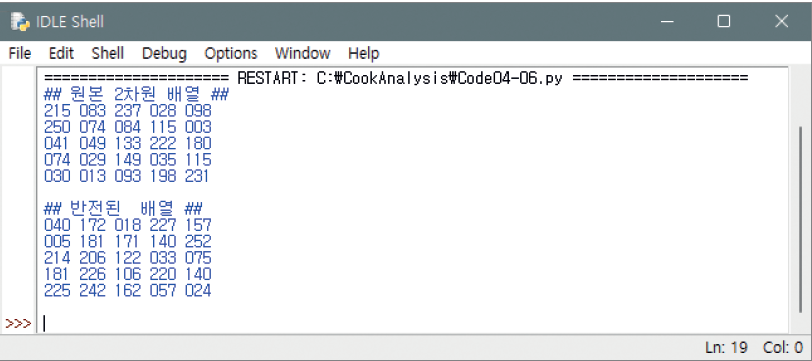 IDLE Shell
File Edit Shell Debug Options Window Help
===================== RESTART: C:₩CookAnalysis₩Code04-06.py ====================
## 원본 2차원 배열 ##
215 083 237 028 098
250 074 084 115 003
041 049 133 222 180
074 029 149 035 115
030 013 093 198 231
## 반전된  배열 ##
040 172 018 227 157
005 181 171 140 252
214 206 122 033 075
181 226 106 220 140
225 242 162 057 024
>>>
Ln: 19 Col: 0